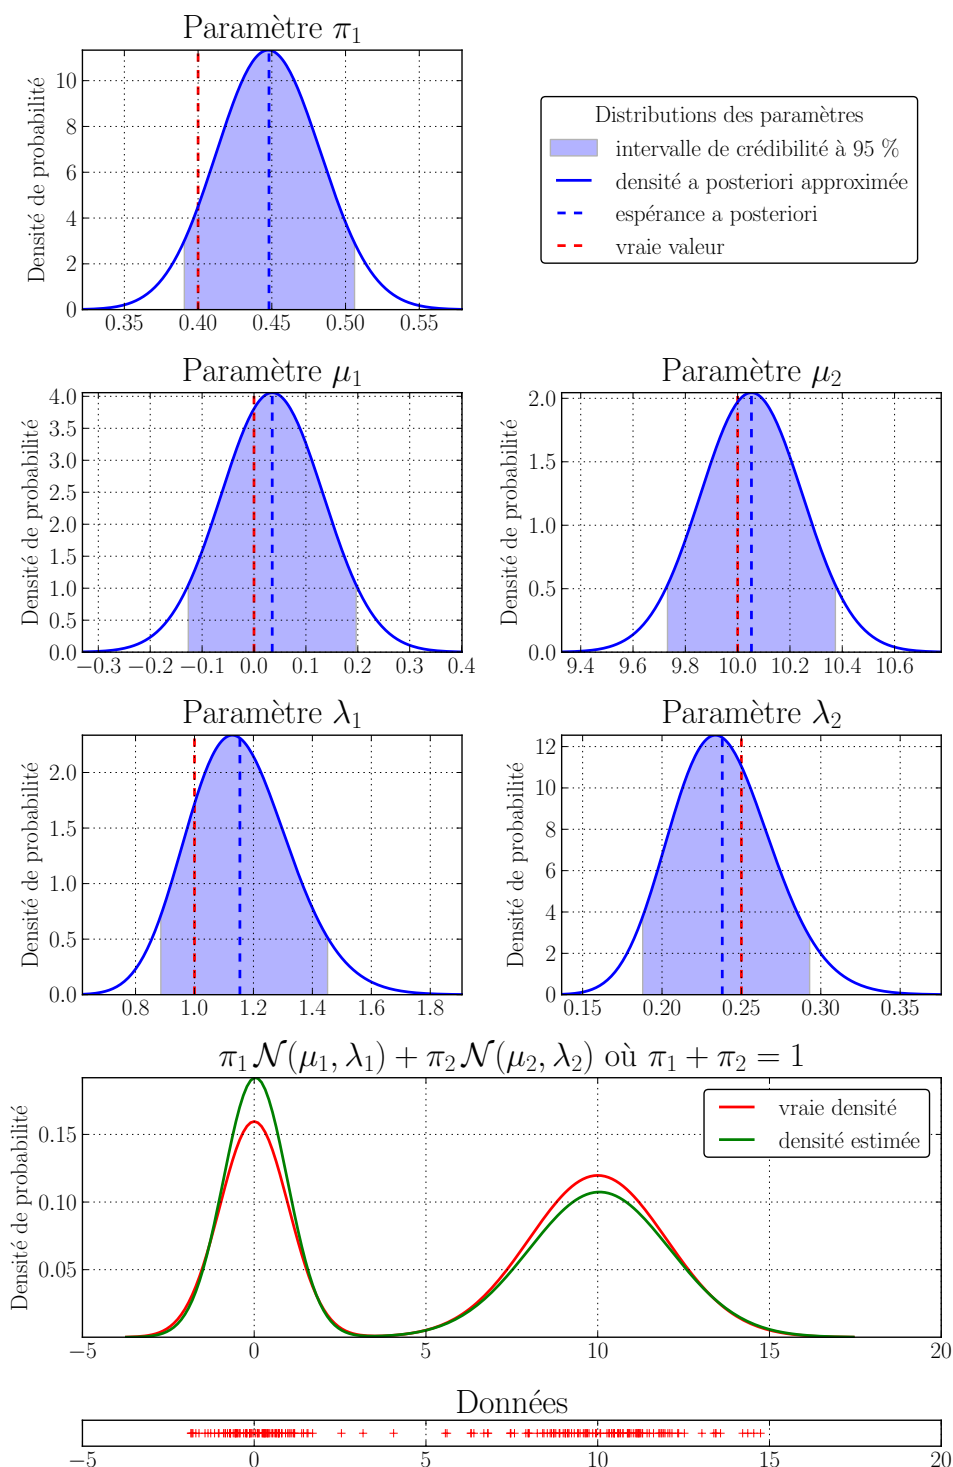 Paramètre π₁
Densité de probabilité
10
8
6
4
2
0
0.35 0.40 0.45 0.50 0.55
Distributions des paramètres
intervalle de crédibilité à 95 %
densité a posteriori approximée
espérance a posteriori
vraie valeur
Paramètre μ₁
Densité de probabilité
4.0
3.5
3.0
2.5
2.0
1.5
1.0
0.5
0.0
−0.3 −0.2 −0.1 0.0 0.1 0.2 0.3 0.4
Paramètre μ₂
Densité de probabilité
2.0
1.5
1.0
0.5
0.0
9.4 9.6 9.8 10.0 10.2 10.4 10.6
Paramètre λ₁
Densité de probabilité
2.0
1.5
1.0
0.5
0.0
0.8 1.0 1.2 1.4 1.6 1.8
Paramètre λ₂
Densité de probabilité
12
10
8
6
4
2
0
0.15 0.20 0.25 0.30 0.35
π₁ 𝒩(μ₁, λ₁) + π₂ 𝒩(μ₂, λ₂) où π₁ + π₂ = 1
Densité de probabilité
0.15
0.10
0.05
−5 0 5 10 15 20
vraie densité
densité estimée
Données
−5 0 5 10 15 20